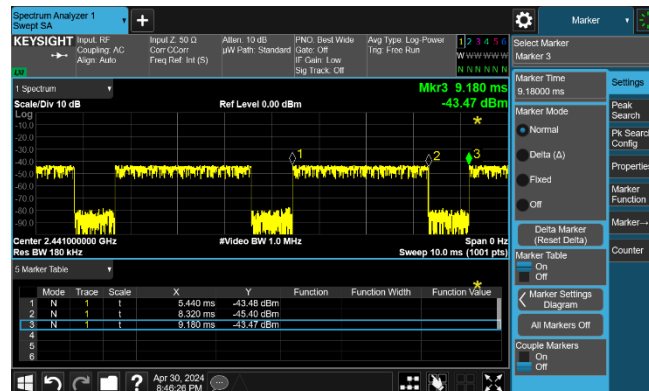 Spectrum Analyzer 1
Swept SA
+
Marker
KEYSIGHT
Input: RF
Coupling: AC
Align: Auto
Input Z: 50 Ω
Corr CCorr
Freq Ref: Int (S)
Atten: 10 dB
µW Path: Standard
PNO: Best Wide
Gate: Off
IF Gain: Low
Sig Track: Off
Avg Type: Log-Power
Trig: Free Run
1 2 3 4 5 6
W W W W W W
N N N N N N
Select Marker
Marker 3
1 Spectrum
Scale/Div 10 dB
Ref Level 0.00 dBm
Mkr3 9.180 ms
-43.47 dBm
Log
-10.0
-20.0
-30.0
-40.0
-50.0
-60.0
-70.0
-80.0
-90.0
1
2
3
Center 2.441000000 GHz
Res BW 180 kHz
#Video BW 1.0 MHz
Span 0 Hz
Sweep 10.0 ms (1001 pts)
5 Marker Table
Mode Trace Scale X Y Function Function Width Function Value
1 N 1 t 5.440 ms -43.48 dBm
2 N 1 t 8.320 ms -45.40 dBm
3 N 1 t 9.180 ms -43.47 dBm
4
5
6
Marker Time
9.18000 ms
Marker Mode
Normal
Delta (Δ)
Fixed
Off
Delta Marker
(Reset Delta)
Marker Table
On
Off
Marker Settings
Diagram
All Markers Off
Couple Markers
On
Off
Settings
Peak
Search
Pk Search
Config
Properties
Marker
Function
Marker→
Counter
?
Apr 30, 2024
8:46:26 PM